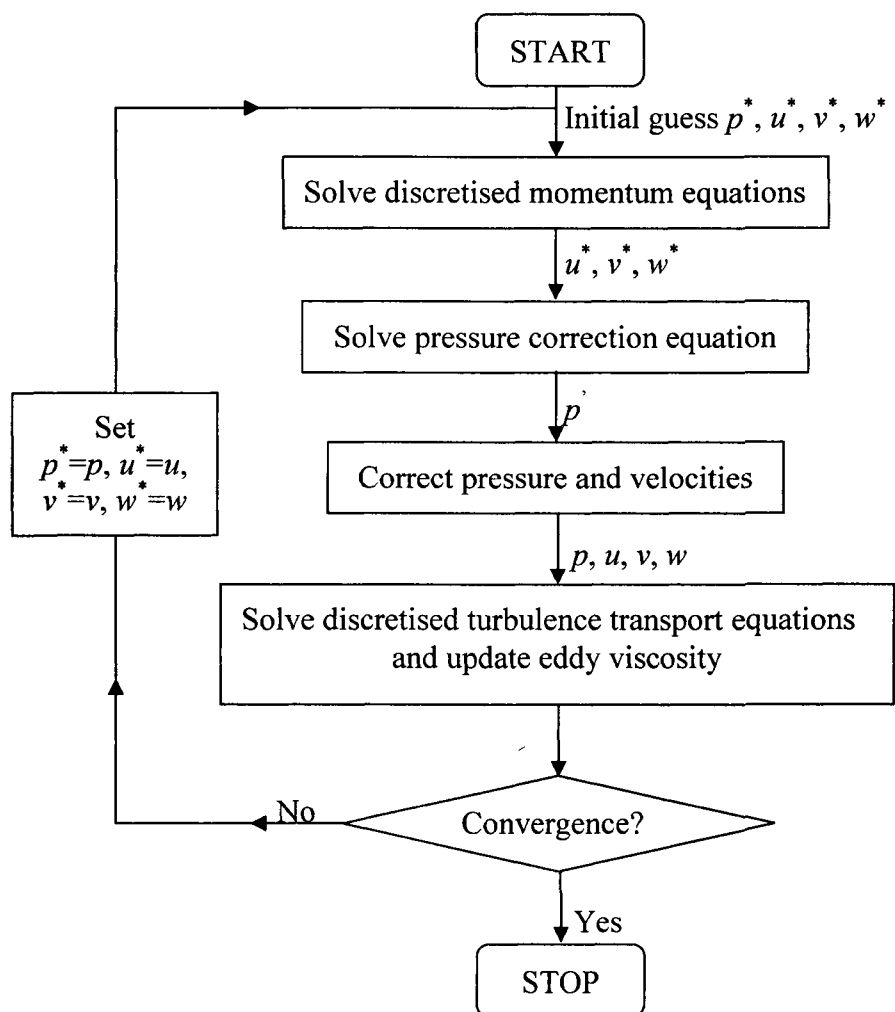 START
Initial guess p*, u*, v*, w*
Solve discretised momentum equations
u*, v*, w*
Solve pressure correction equation
p'
Correct pressure and velocities
p, u, v, w
Solve discretised turbulence transport equations
and update eddy viscosity
Convergence?
No
Set
p*=p, u*=u,
v*=v, w*=w
Yes
STOP